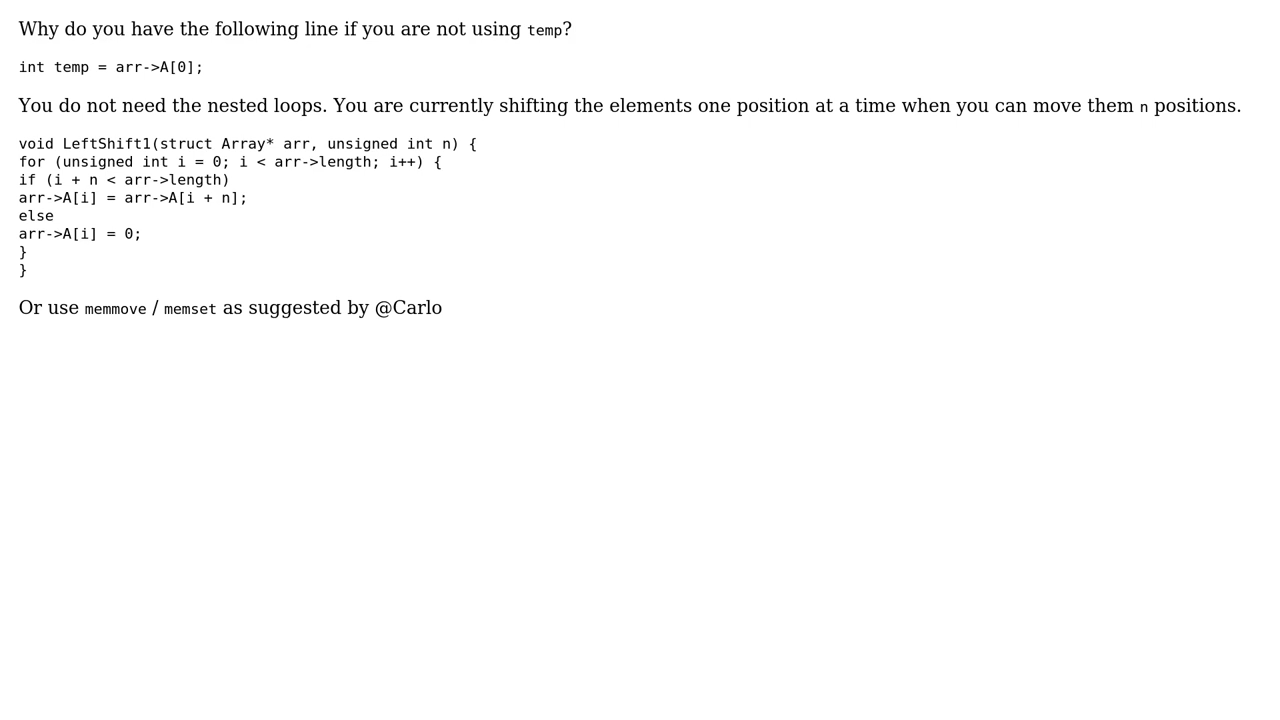 Why do you have the following line if you are not using temp?
int temp = arr->A[0];
You do not need the nested loops. You are currently shifting the elements one position at a time when you can move them n positions.
void LeftShift1(struct Array* arr, unsigned int n) {
for (unsigned int i = 0; i < arr->length; i++) {
if (i + n < arr->length)
arr->A[i] = arr->A[i + n];
else
arr->A[i] = 0;
}
}
Or use memmove / memset as suggested by @Carlo